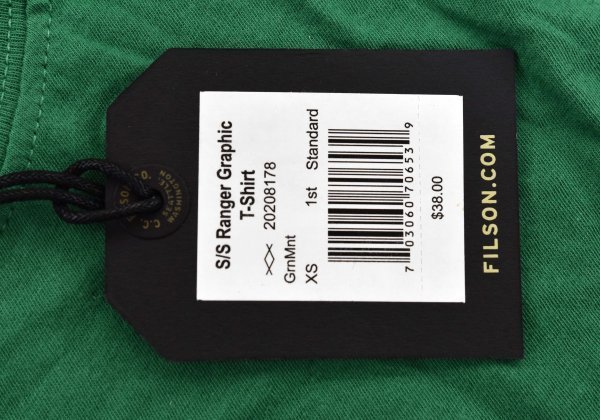 S/S Ranger Graphic
T-Shirt
20208178
GrnMnt
XS 1st Standard
7 03060 70653 9
$38.00
FILSON.COM